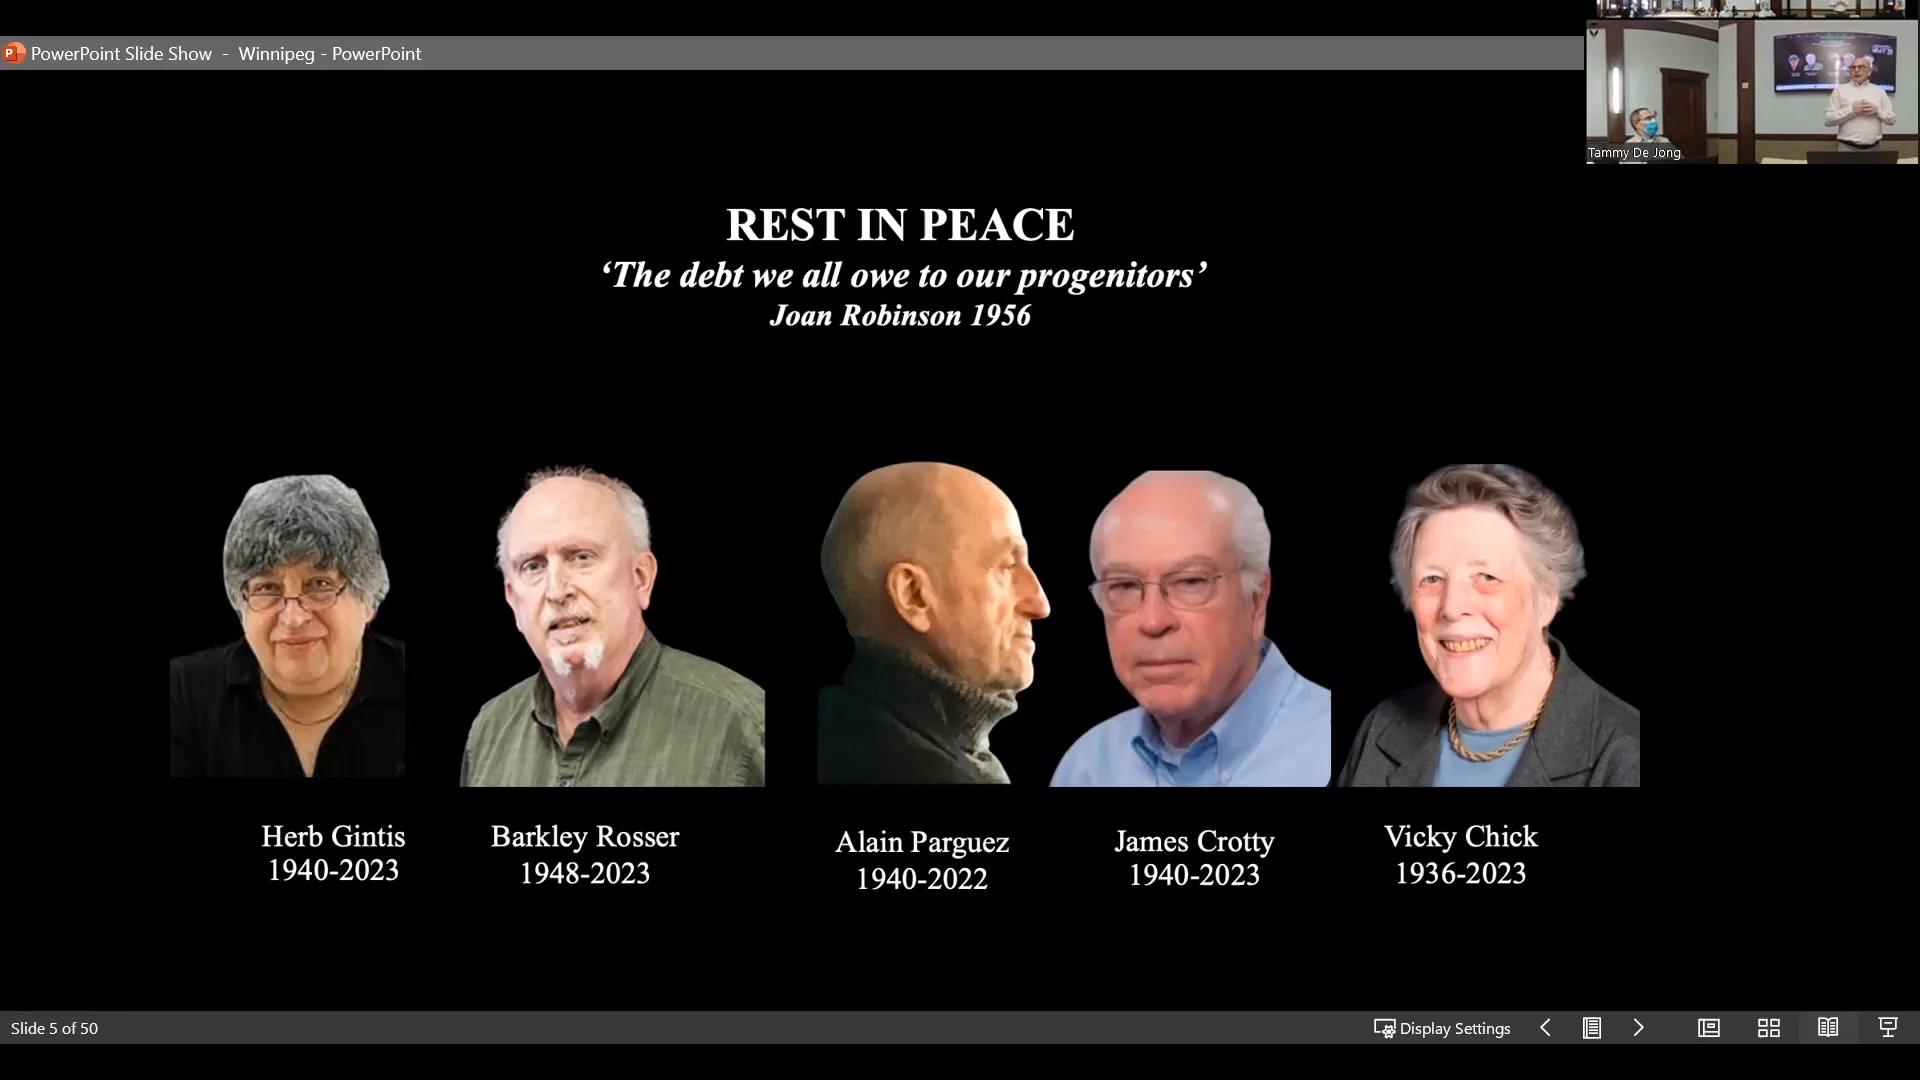 PowerPoint Slide Show - Winnipeg - PowerPoint
Tammy De Jong
REST IN PEACE
‘The debt we all owe to our progenitors’
Joan Robinson 1956
Herb Gintis
1940-2023
Barkley Rosser
1948-2023
Alain Parguez
1940-2022
James Crotty
1940-2023
Vicky Chick
1936-2023
Slide 5 of 50
Display Settings